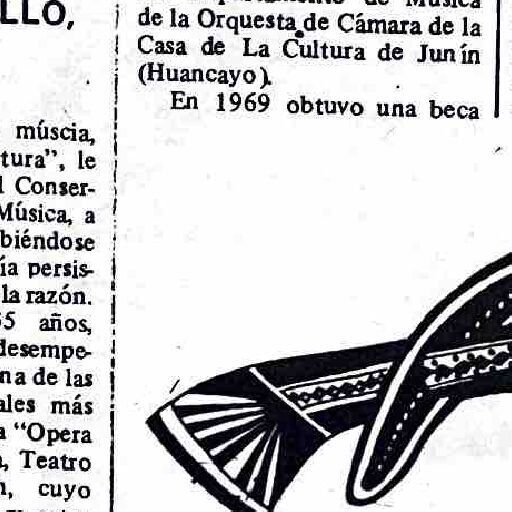 LLO,
múscia,
tura", le
Conser-
Música, a
biéndose
ía persis-
la razón.
55 años,
desempe-
na de las
ales más
"Opera
Teatro
cuyo
de Música
de la Orquesta de Cámara de la
Casa de La Cultura de Junín
(Huancayo).
En 1969 obtuvo una beca